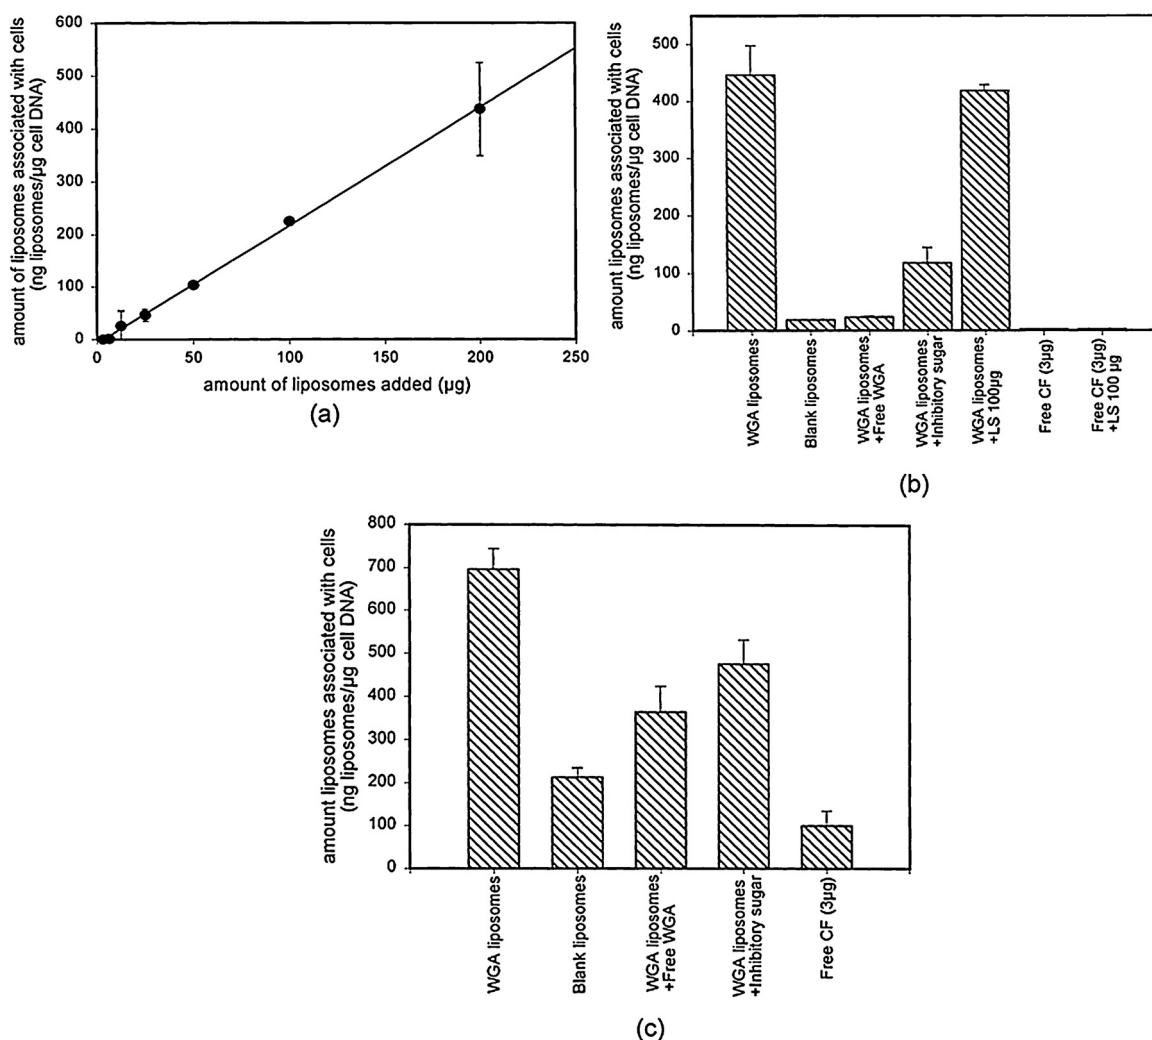 600
500
400
300
200
100
0
0
50
100
150
200
250
amount of liposomes associated with cells
(ng liposomes/µg cell DNA)
amount of liposomes added (µg)
(a)
500
400
300
200
100
0
amount liposomes associated with cells
(ng liposomes/µg cell DNA)
WGA liposomes
Blank liposomes
WGA liposomes
+Free WGA
WGA liposomes
+Inhibitory sugar
WGA liposomes
+LS 100µg
Free CF (3µg)
Free CF (3µg)
+LS 100 µg
(b)
800
700
600
500
400
300
200
100
0
amount liposomes associated with cells
(ng liposomes/µg cell DNA)
WGA liposomes
Blank liposomes
WGA liposomes
+Free WGA
WGA liposomes
+Inhibitory sugar
Free CF (3µg)
(c)